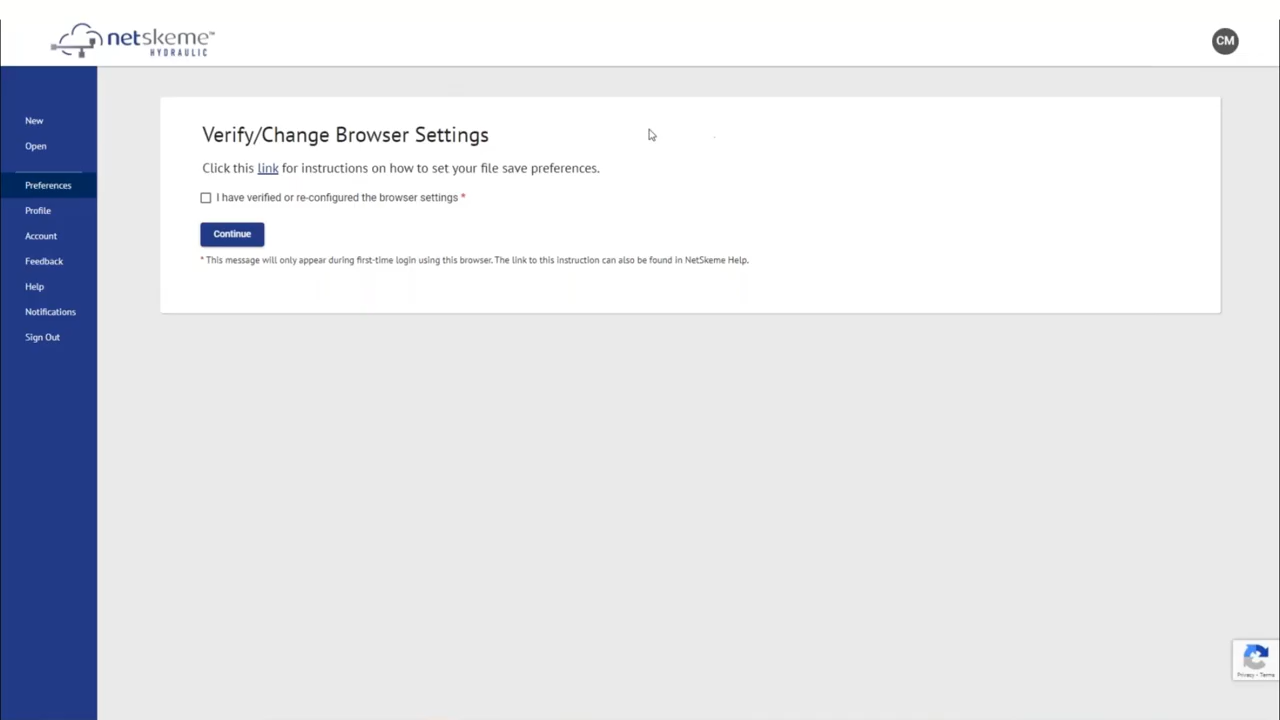 netskeme™
HYDRAULIC
CM
New
Open
Preferences
Profile
Account
Feedback
Help
Notifications
Sign Out
Verify/Change Browser Settings
Click this link for instructions on how to set your file save preferences.
I have verified or re-configured the browser settings *
Continue
* This message will only appear during first-time login using this browser. The link to this instruction can also be found in NetSkeme Help.
Privacy - Terms